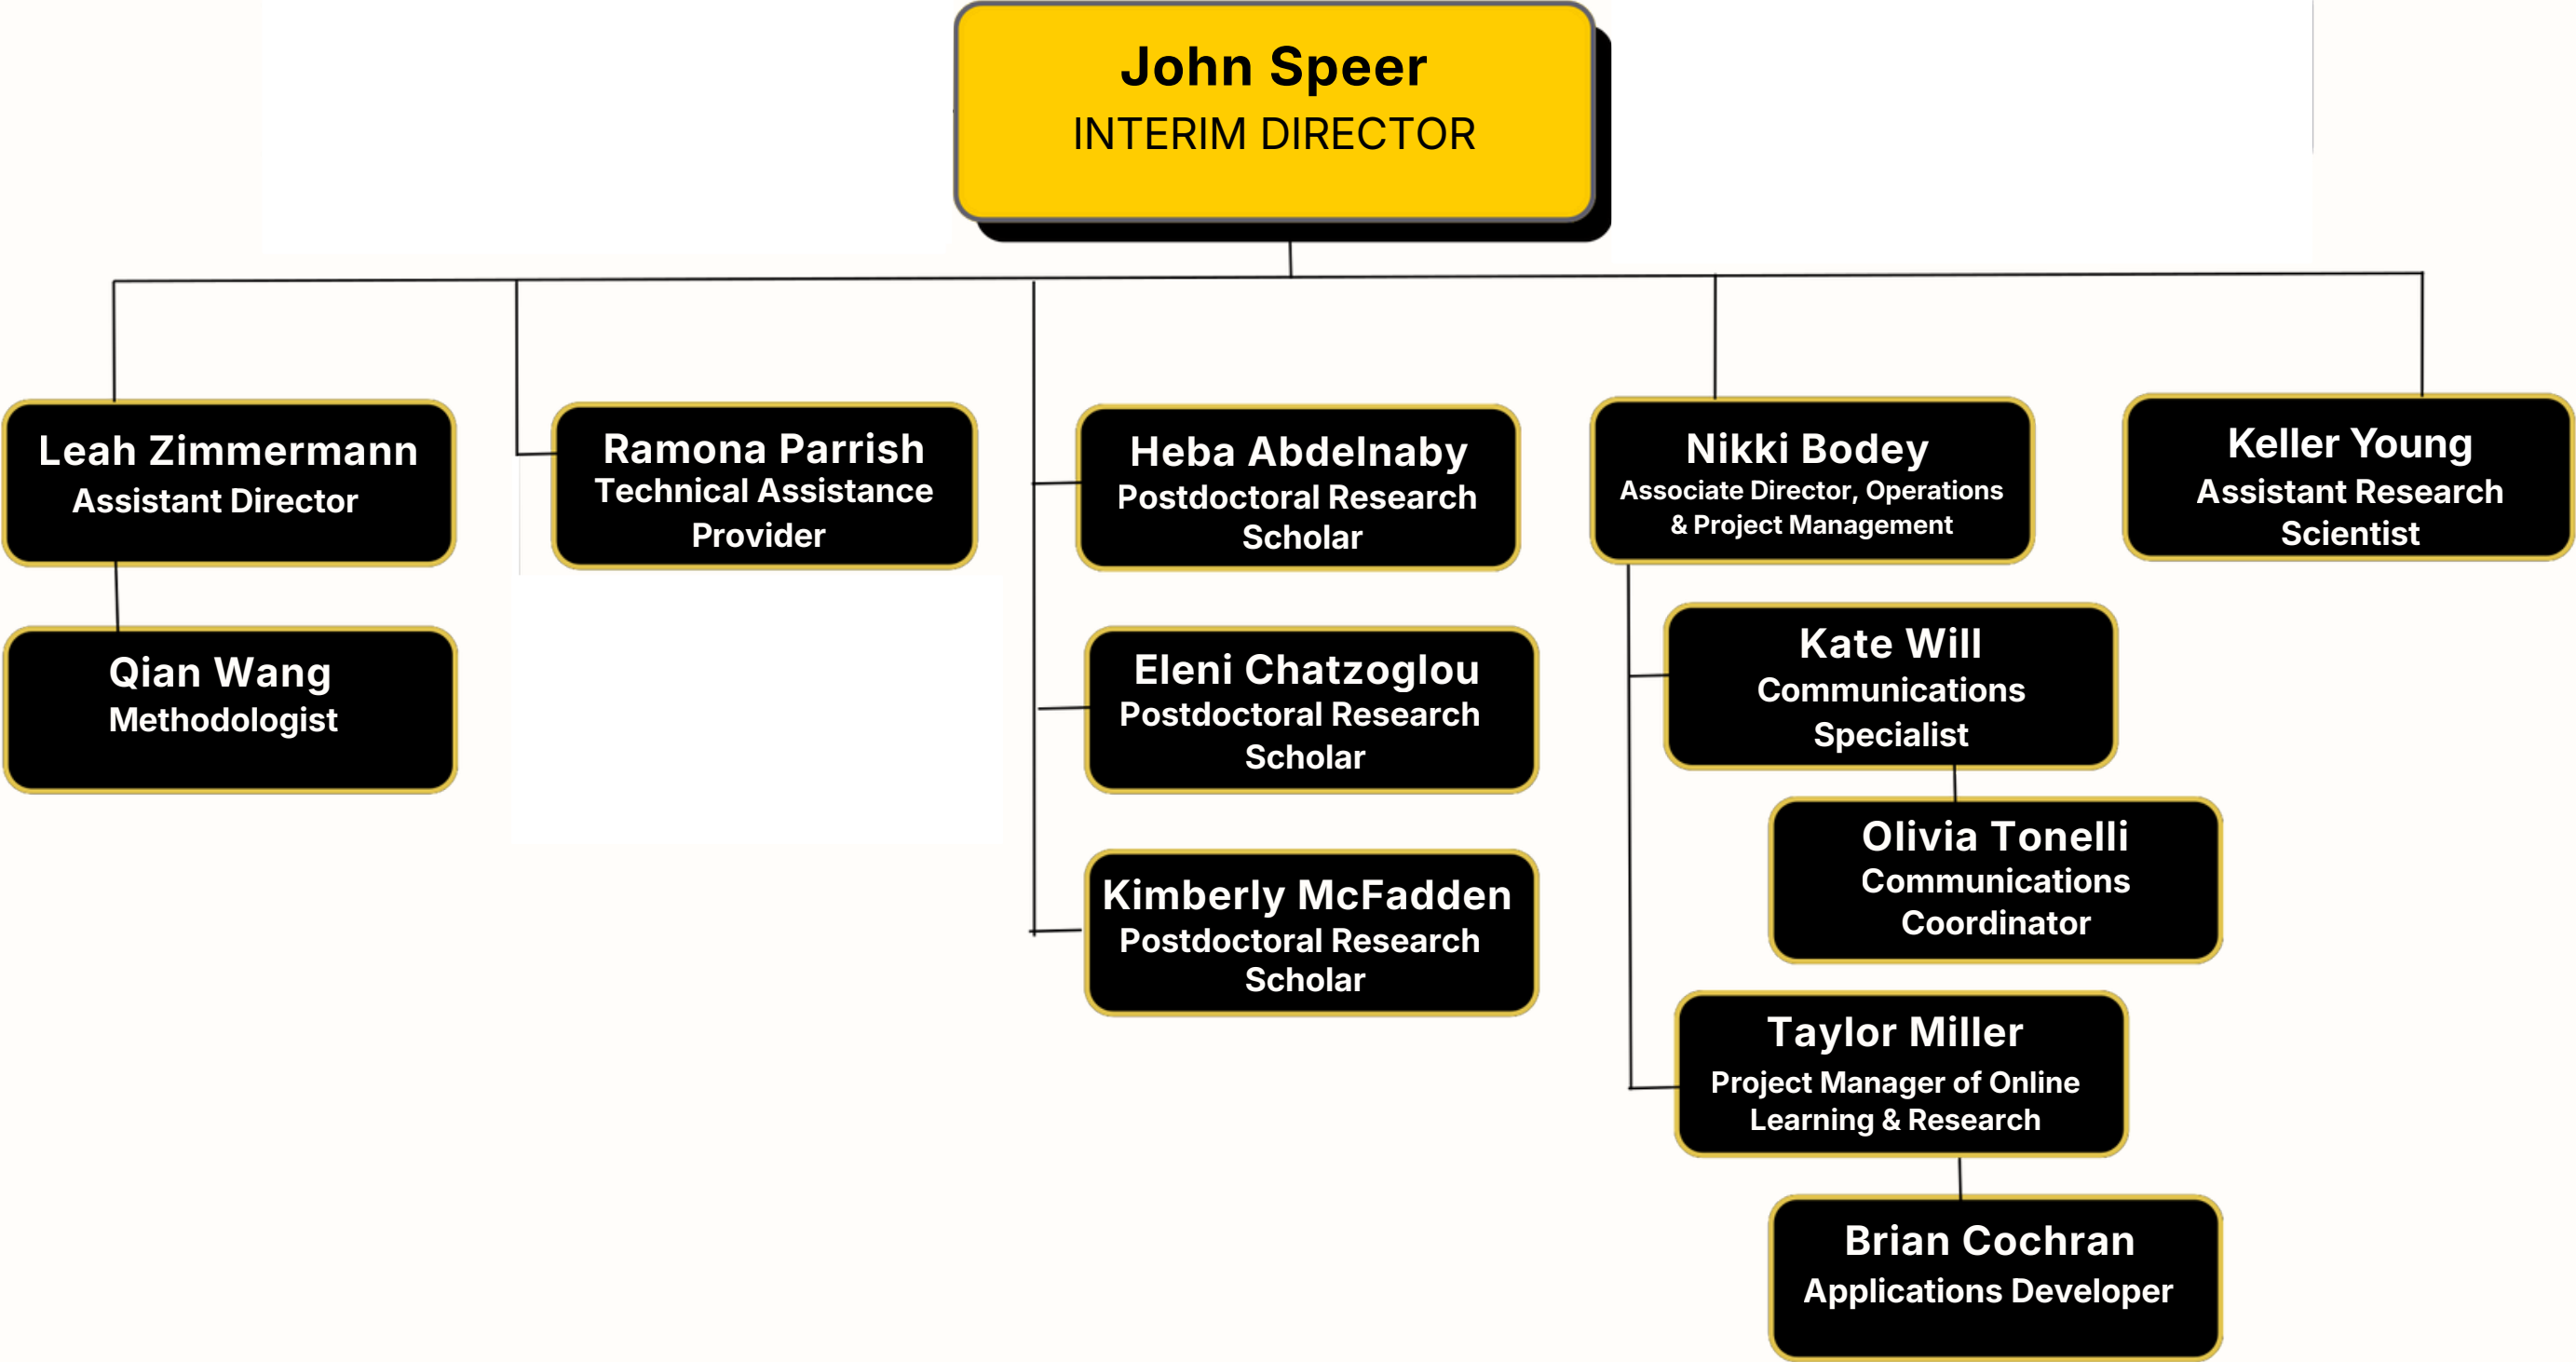 John Speer
INTERIM DIRECTOR
Leah Zimmermann
Assistant Director
Ramona Parrish
Technical Assistance
Provider
Heba Abdelnaby
Postdoctoral Research
Scholar
Nikki Bodey
Associate Director, Operations
& Project Management
Keller Young
Assistant Research
Scientist
Qian Wang
Methodologist
Eleni Chatzoglou
Postdoctoral Research
Scholar
Kimberly McFadden
Postdoctoral Research
Scholar
Kate Will
Communications
Specialist
Olivia Tonelli
Communications
Coordinator
Taylor Miller
Project Manager of Online
Learning & Research
Brian Cochran
Applications Developer